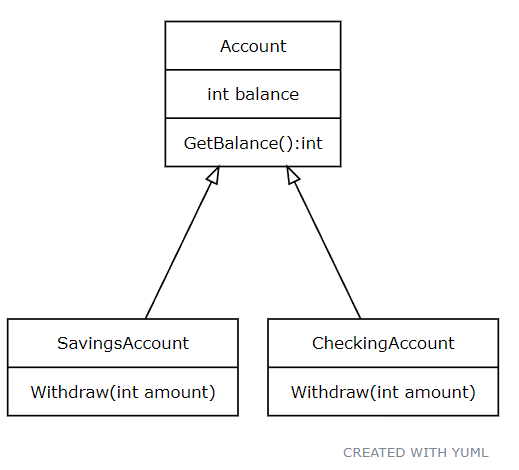 Account
int balance
GetBalance():int
SavingsAccount
Withdraw(int amount)
CheckingAccount
Withdraw(int amount)
CREATED WITH YUML